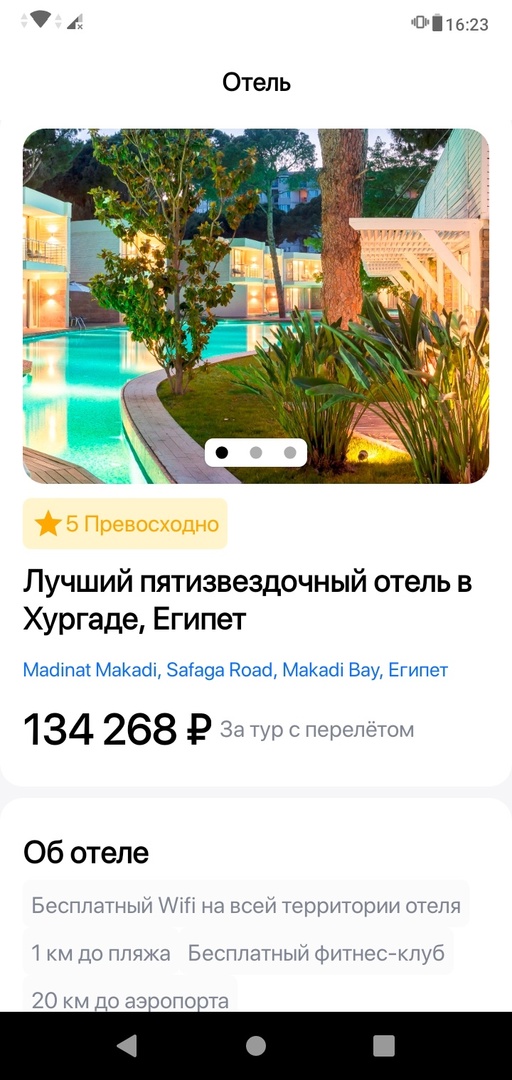 16:23
Отель
5 Превосходно
Лучший пятизвездочный отель в
Хургаде, Египет
Madinat Makadi, Safaga Road, Makadi Bay, Египет
134 268 ₽ За тур с перелётом
Об отеле
Бесплатный Wifi на всей территории отеля
1 км до пляжа Бесплатный фитнес-клуб
20 км до аэропорта